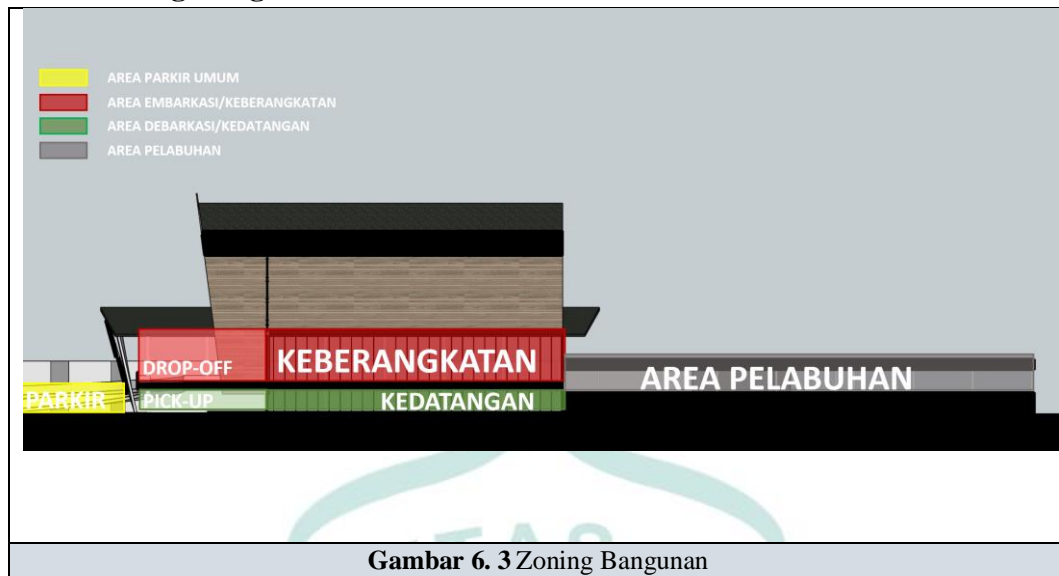 AREA PARKIR UMUM
AREA EMBARKASI/KEBERANGKATAN
AREA DEBARKASI/KEDATANGAN
AREA PELABUHAN
DROP-OFF KEBERANGKATAN
AREA PELABUHAN
PARKIR PICK-UP KEDATANGAN
Gambar 6. 3 Zoning Bangunan